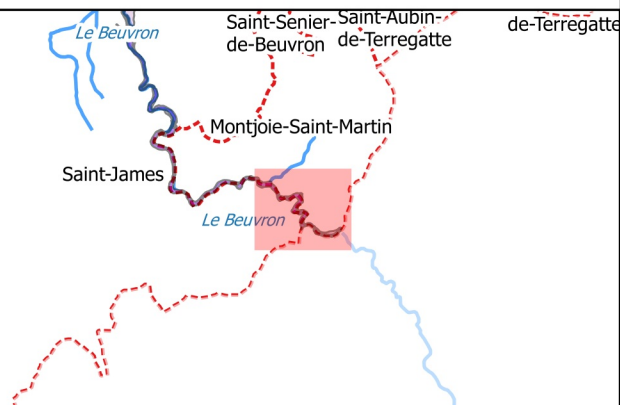 Le Beuvron
Saint-Senier-
de-Beuvron
Saint-Aubin-
de-Terregatte
de-Terregatte
Montjoie-Saint-Martin
Saint-James
Le Beuvron